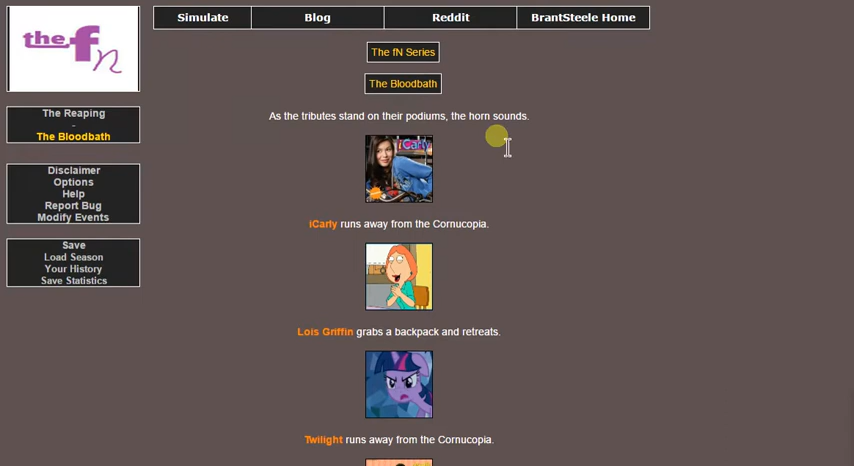 the fn
Simulate
Blog
Reddit
BrantSteele Home
The Reaping
-
The Bloodbath
Disclaimer
Options
Help
Report Bug
Modify Events
Save
Load Season
Your History
Save Statistics
The fN Series
The Bloodbath
As the tributes stand on their podiums, the horn sounds.
iCarly
iCarly runs away from the Cornucopia.
Lois Griffin grabs a backpack and retreats.
Twilight runs away from the Cornucopia.